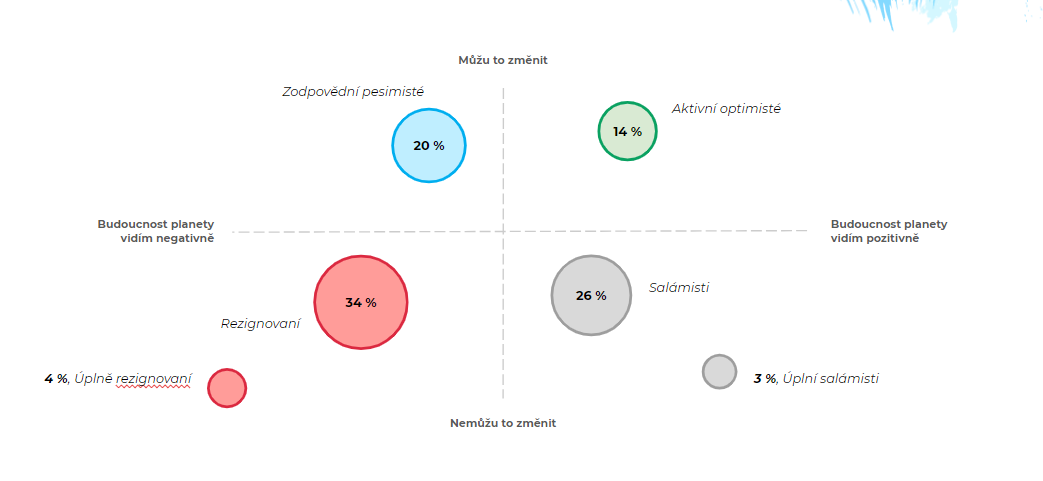 Můžu to změnit
Zodpovědní pesimisté
20 %
14 %
Aktivní optimisté
Budoucnost planety
vidím negativně
Budoucnost planety
vidím pozitivně
34 %
Rezignovaní
26 %
Salámisti
4 %, Úplně rezignovaní
3 %, Úplní salámisti
Nemůžu to změnit